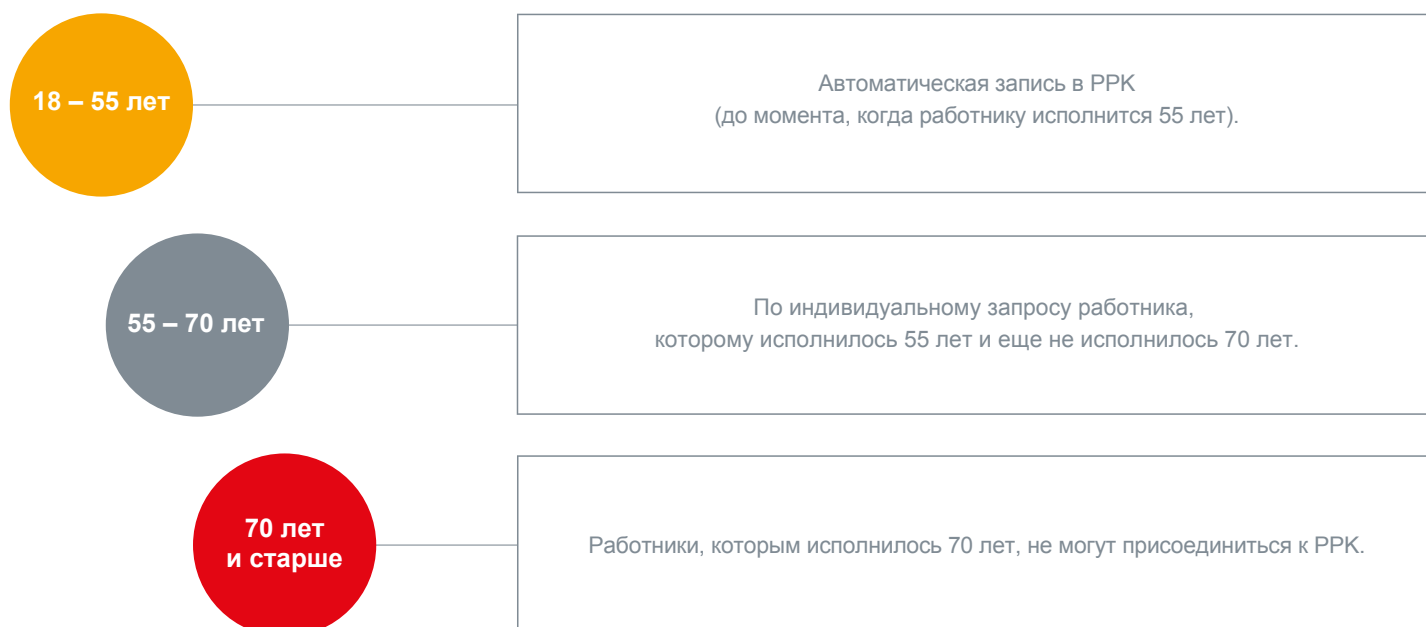 18 – 55 лет
Автоматическая запись в PPK
(до момента, когда работнику исполнится 55 лет).
55 – 70 лет
По индивидуальному запросу работника,
которому исполнилось 55 лет и еще не исполнилось 70 лет.
70 лет
и старше
Работники, которым исполнилось 70 лет, не могут присоединиться к PPK.